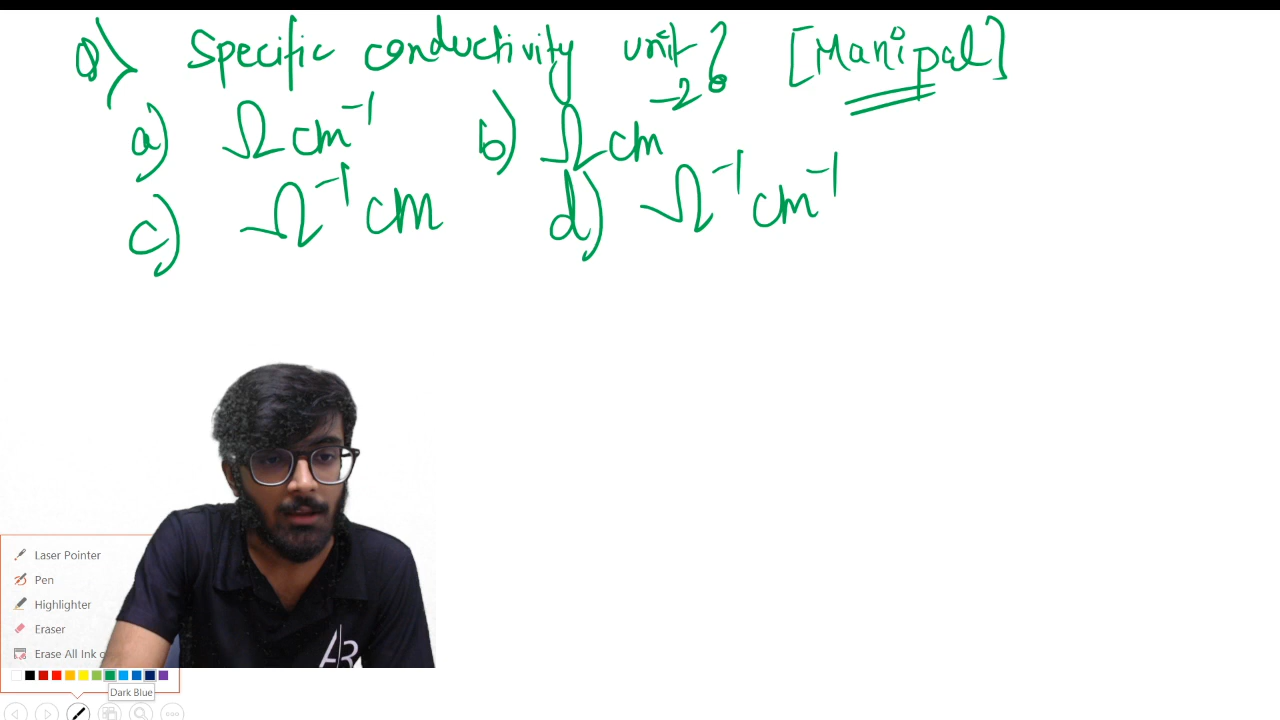 Q) Specific conductivity unit? [Manipal]
a) Ω cm⁻¹ b) Ω cm⁻²
c) Ω⁻¹ cm d) Ω⁻¹ cm⁻¹
Laser Pointer
Pen
Highlighter
Eraser
Erase All Ink o
Dark Blue